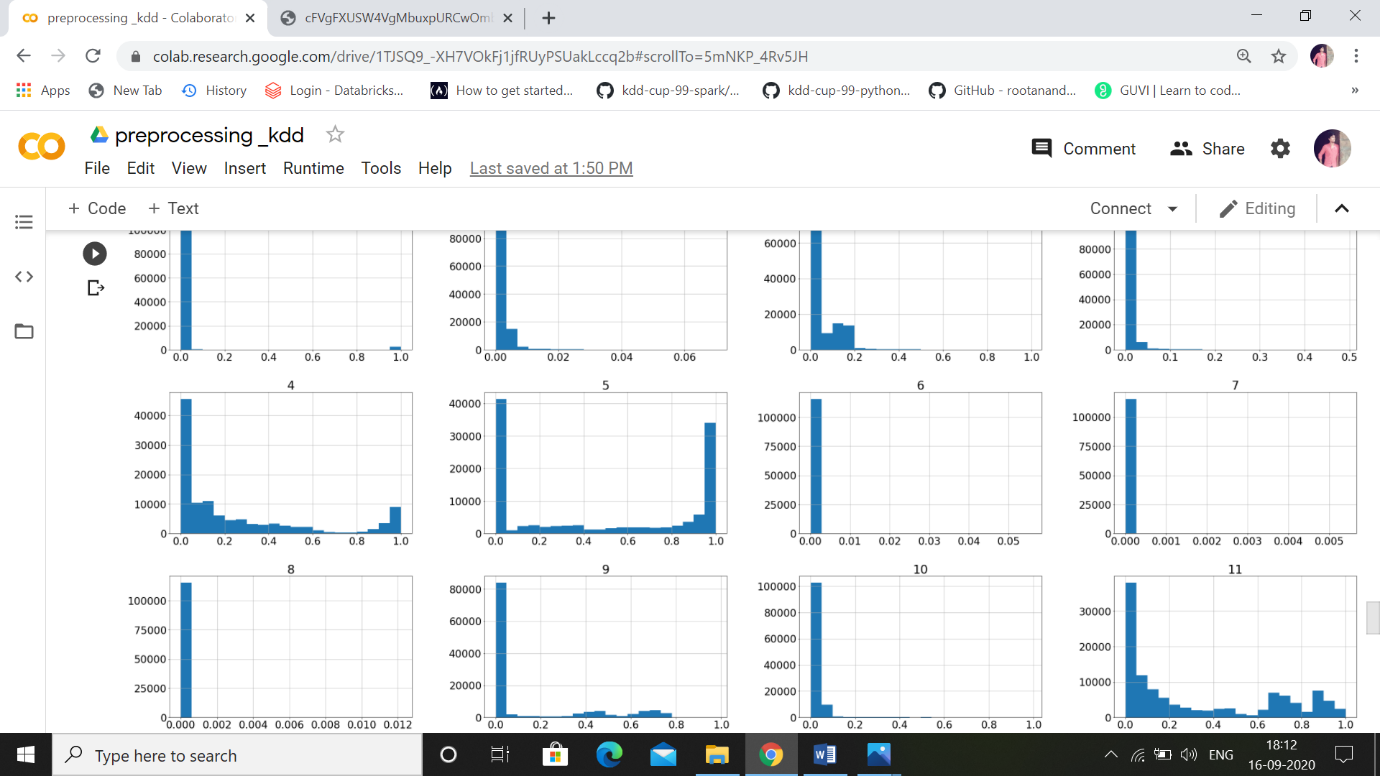 preprocessing _kdd - Colaborato
cFVgFXUSW4VgMbuxpURCwOm
colab.research.google.com/drive/1TJSQ9_-XH7VOkFj1jfRUyPSUakLccq2b#scrollTo=5mNKP_4Rv5JH
Apps New Tab History Login - Databricks... How to get started... kdd-cup-99-spark/... kdd-cup-99-python... GitHub - rootanand... GUVI | Learn to cod... »
preprocessing _kdd
Comment Share
File Edit View Insert Runtime Tools Help Last saved at 1:50 PM
+ Code + Text Connect Editing
100000
80000 80000 60000 80000
60000 60000 60000
40000 40000 40000 40000
20000 20000 20000 20000
0 0 0 0
0.0 0.2 0.4 0.6 0.8 1.0 0.00 0.02 0.04 0.06 0.0 0.2 0.4 0.6 0.8 1.0 0.0 0.1 0.2 0.3 0.4 0.5
4 5 6 7
40000 40000 100000 100000
30000 30000 75000 75000
20000 20000 50000 50000
10000 10000 25000 25000
0 0 0 0
0.0 0.2 0.4 0.6 0.8 1.0 0.0 0.2 0.4 0.6 0.8 1.0 0.00 0.01 0.02 0.03 0.04 0.05 0.000 0.001 0.002 0.003 0.004 0.005
8 9 10 11
100000 80000 100000 30000
75000 60000 80000 20000
50000 40000 60000 10000
25000 20000 40000
20000
0 0 0 0
0.000 0.002 0.004 0.006 0.008 0.010 0.012 0.0 0.2 0.4 0.6 0.8 1.0 0.0 0.2 0.4 0.6 0.8 1.0 0.0 0.2 0.4 0.6 0.8 1.0
Type here to search
ENG
18:12
16-09-2020